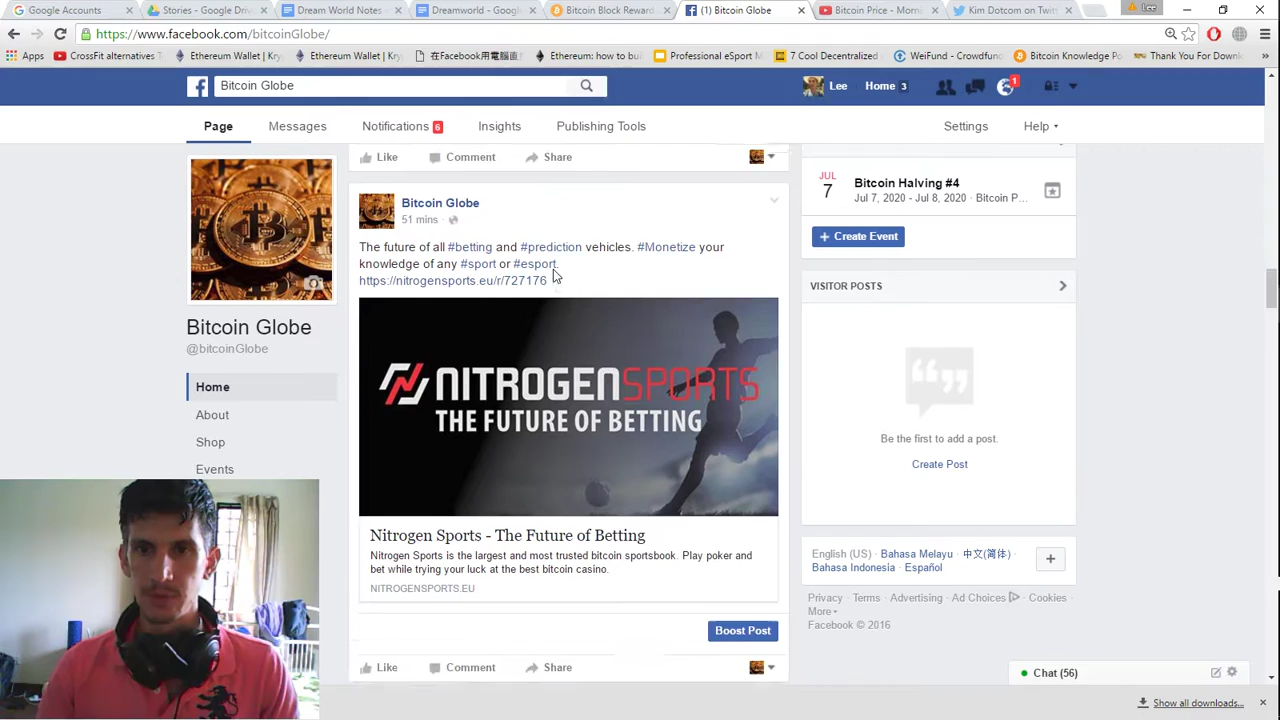 Google Accounts
Stories - Google Driv
Dream World Notes -
Dreamworld - Google
Bitcoin Block Reward
(1) Bitcoin Globe
Bitcoin Price - Morni
Kim Dotcom on Twitt
Lee
https://www.facebook.com/bitcoinGlobe/
Apps
CrossFit alternatives T
Ethereum Wallet | Kry
Ethereum Wallet | Kry
在Facebook用電腦直
Ethereum: how to bu
Professional eSport M
7 Cool Decentralized
WeiFund - Crowdfun
Bitcoin Knowledge Po
Thank You For Down
Bitcoin Globe
Lee
Home 3
1
Page
Messages
Notifications 6
Insights
Publishing Tools
Settings
Help
Like
Comment
Share
JUL
7
Bitcoin Halving #4
Jul 7, 2020 - Jul 8, 2020 · Bitcoin P...
Create Event
Bitcoin Globe
51 mins ·
The future of all #betting and #prediction vehicles. #Monetize your
knowledge of any #sport or #esport.
https://nitrogensports.eu/r/727176
NITROGENSPORTS
THE FUTURE OF BETTING
Nitrogen Sports - The Future of Betting
Nitrogen Sports is the largest and most trusted bitcoin sportsbook. Play poker and
bet while trying your luck at the best bitcoin casino.
NITROGENSPORTS.EU
Boost Post
Like
Comment
Share
Bitcoin Globe
@bitcoinGlobe
Home
About
Shop
Events
VISITOR POSTS
Be the first to add a post.
Create Post
English (US) · Bahasa Melayu · 中文(简体) ·
Bahasa Indonesia · Español
Privacy · Terms · Advertising · Ad Choices · Cookies ·
More
Facebook © 2016
Chat (56)
Show all downloads...